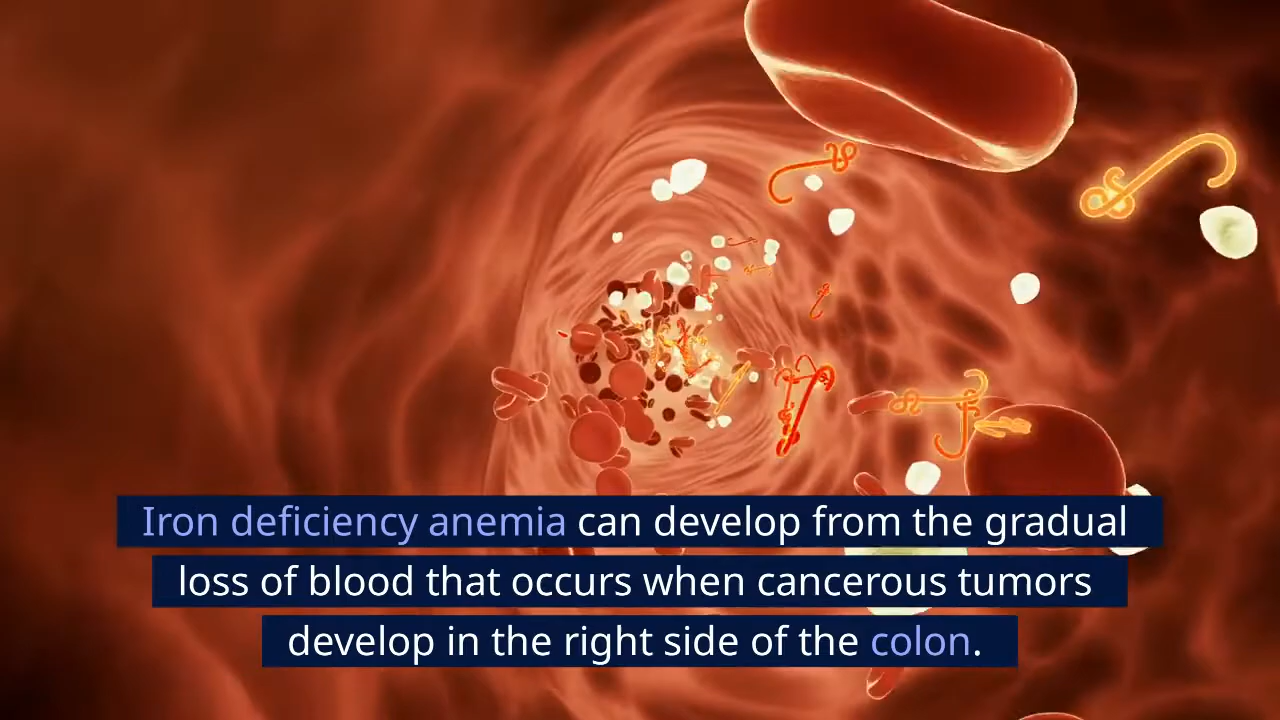 Iron deficiency anemia can develop from the gradual
loss of blood that occurs when cancerous tumors
develop in the right side of the colon.